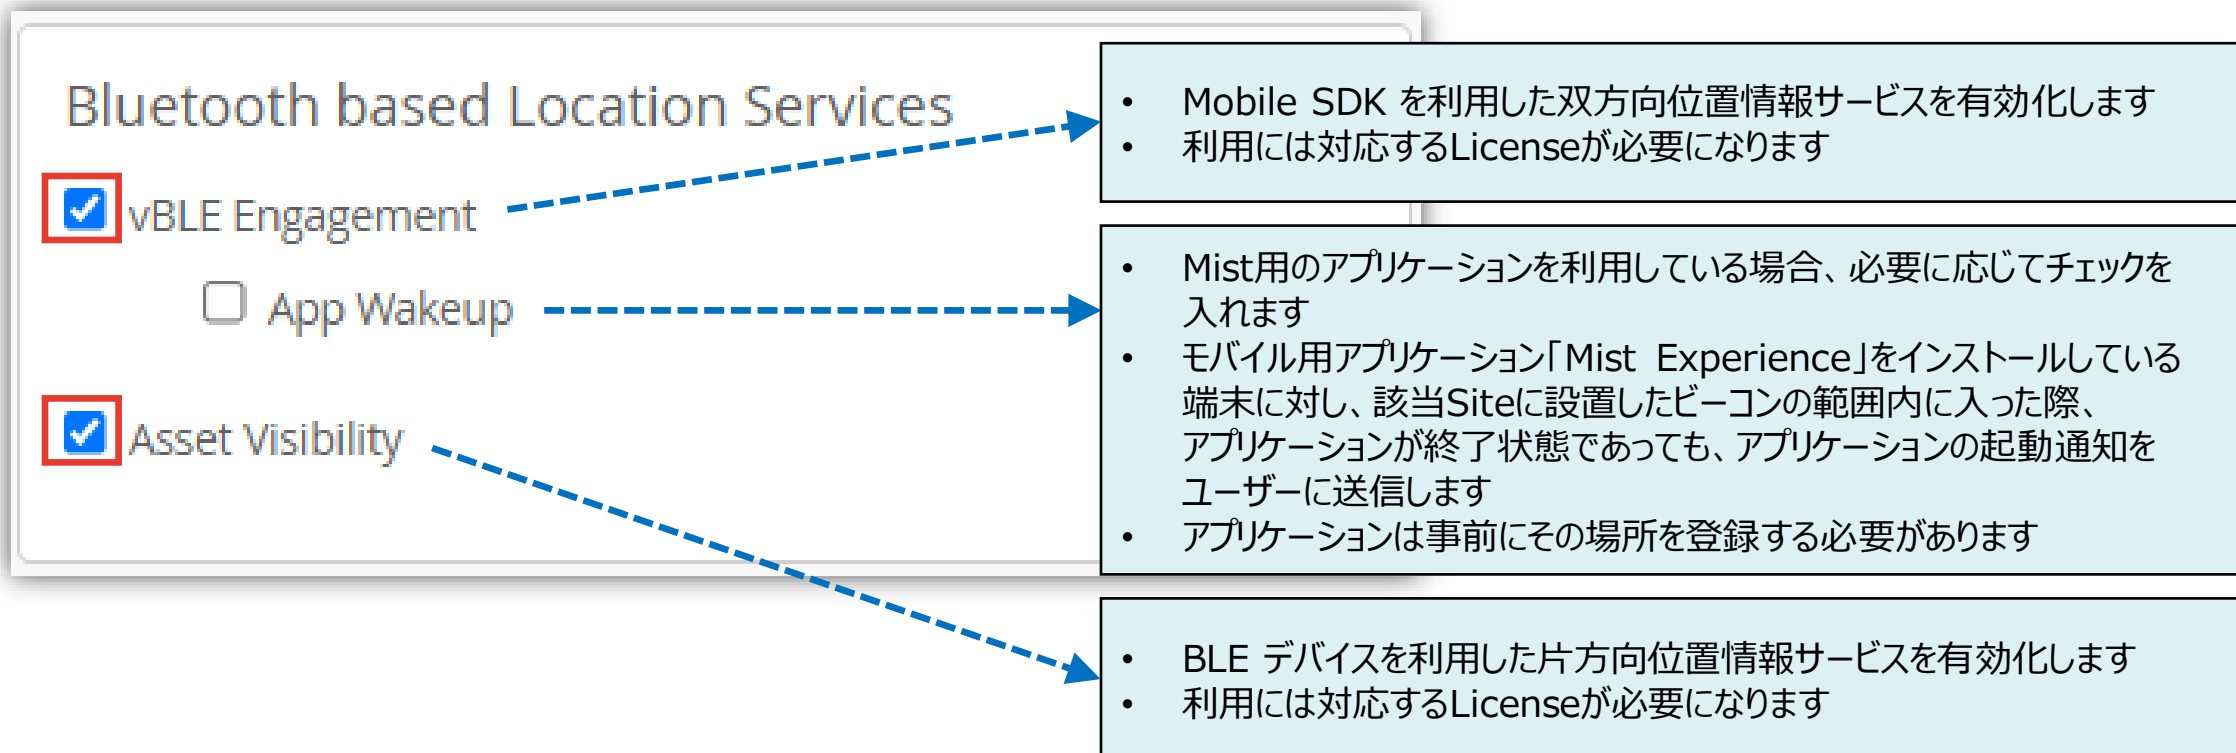 Bluetooth based Location Services
vBLE Engagement
App Wakeup
Asset Visibility
• Mobile SDK を利用した双方向位置情報サービスを有効化します
• 利用には対応するLicenseが必要になります
• Mist用のアプリケーションを利用している場合、必要に応じてチェックを
入れます
• モバイル用アプリケーション「Mist Experience」をインストールしている
端末に対し、該当Siteに設置したビーコンの範囲内に入った際、
アプリケーションが終了状態であっても、アプリケーションの起動通知を
ユーザーに送信します
• アプリケーションは事前にその場所を登録する必要があります
• BLE デバイスを利用した片方向位置情報サービスを有効化します
• 利用には対応するLicenseが必要になります